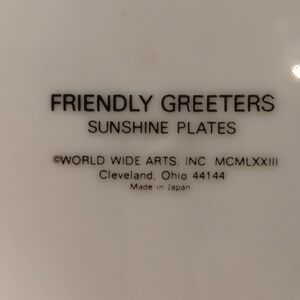 FRIENDLY GREETERS
SUNSHINE PLATES
©WORLD WIDE ARTS, INC. MCMLXXIII
Cleveland, Ohio 44144
Made in Japan